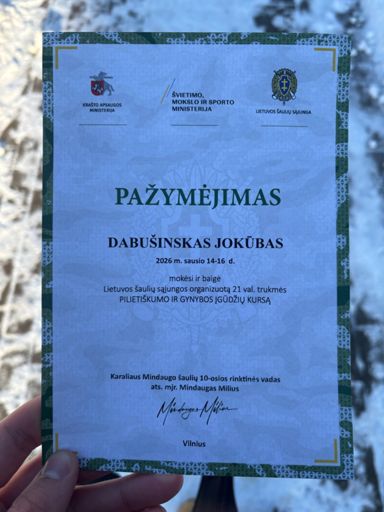 KRAŠTO APSAUGOS
MINISTERIJA
ŠVIETIMO,
MOKSLO IR SPORTO
MINISTERIJA
LIETUVOS ŠAULIŲ SĄJUNGA
PAŽYMĖJIMAS
DABUŠINSKAS JOKŪBAS
2026 m. sausio 14-16 d.
mokėsi ir baigė
Lietuvos šaulių sąjungos organizuotą 21 val. trukmės
PILIETIŠKUMO IR GYNYBOS ĮGŪDŽIŲ KURSĄ
Karaliaus Mindaugo šaulių 10-osios rinktinės vadas
ats. mjr. Mindaugas Milius
Mindaugas Milius
Vilnius